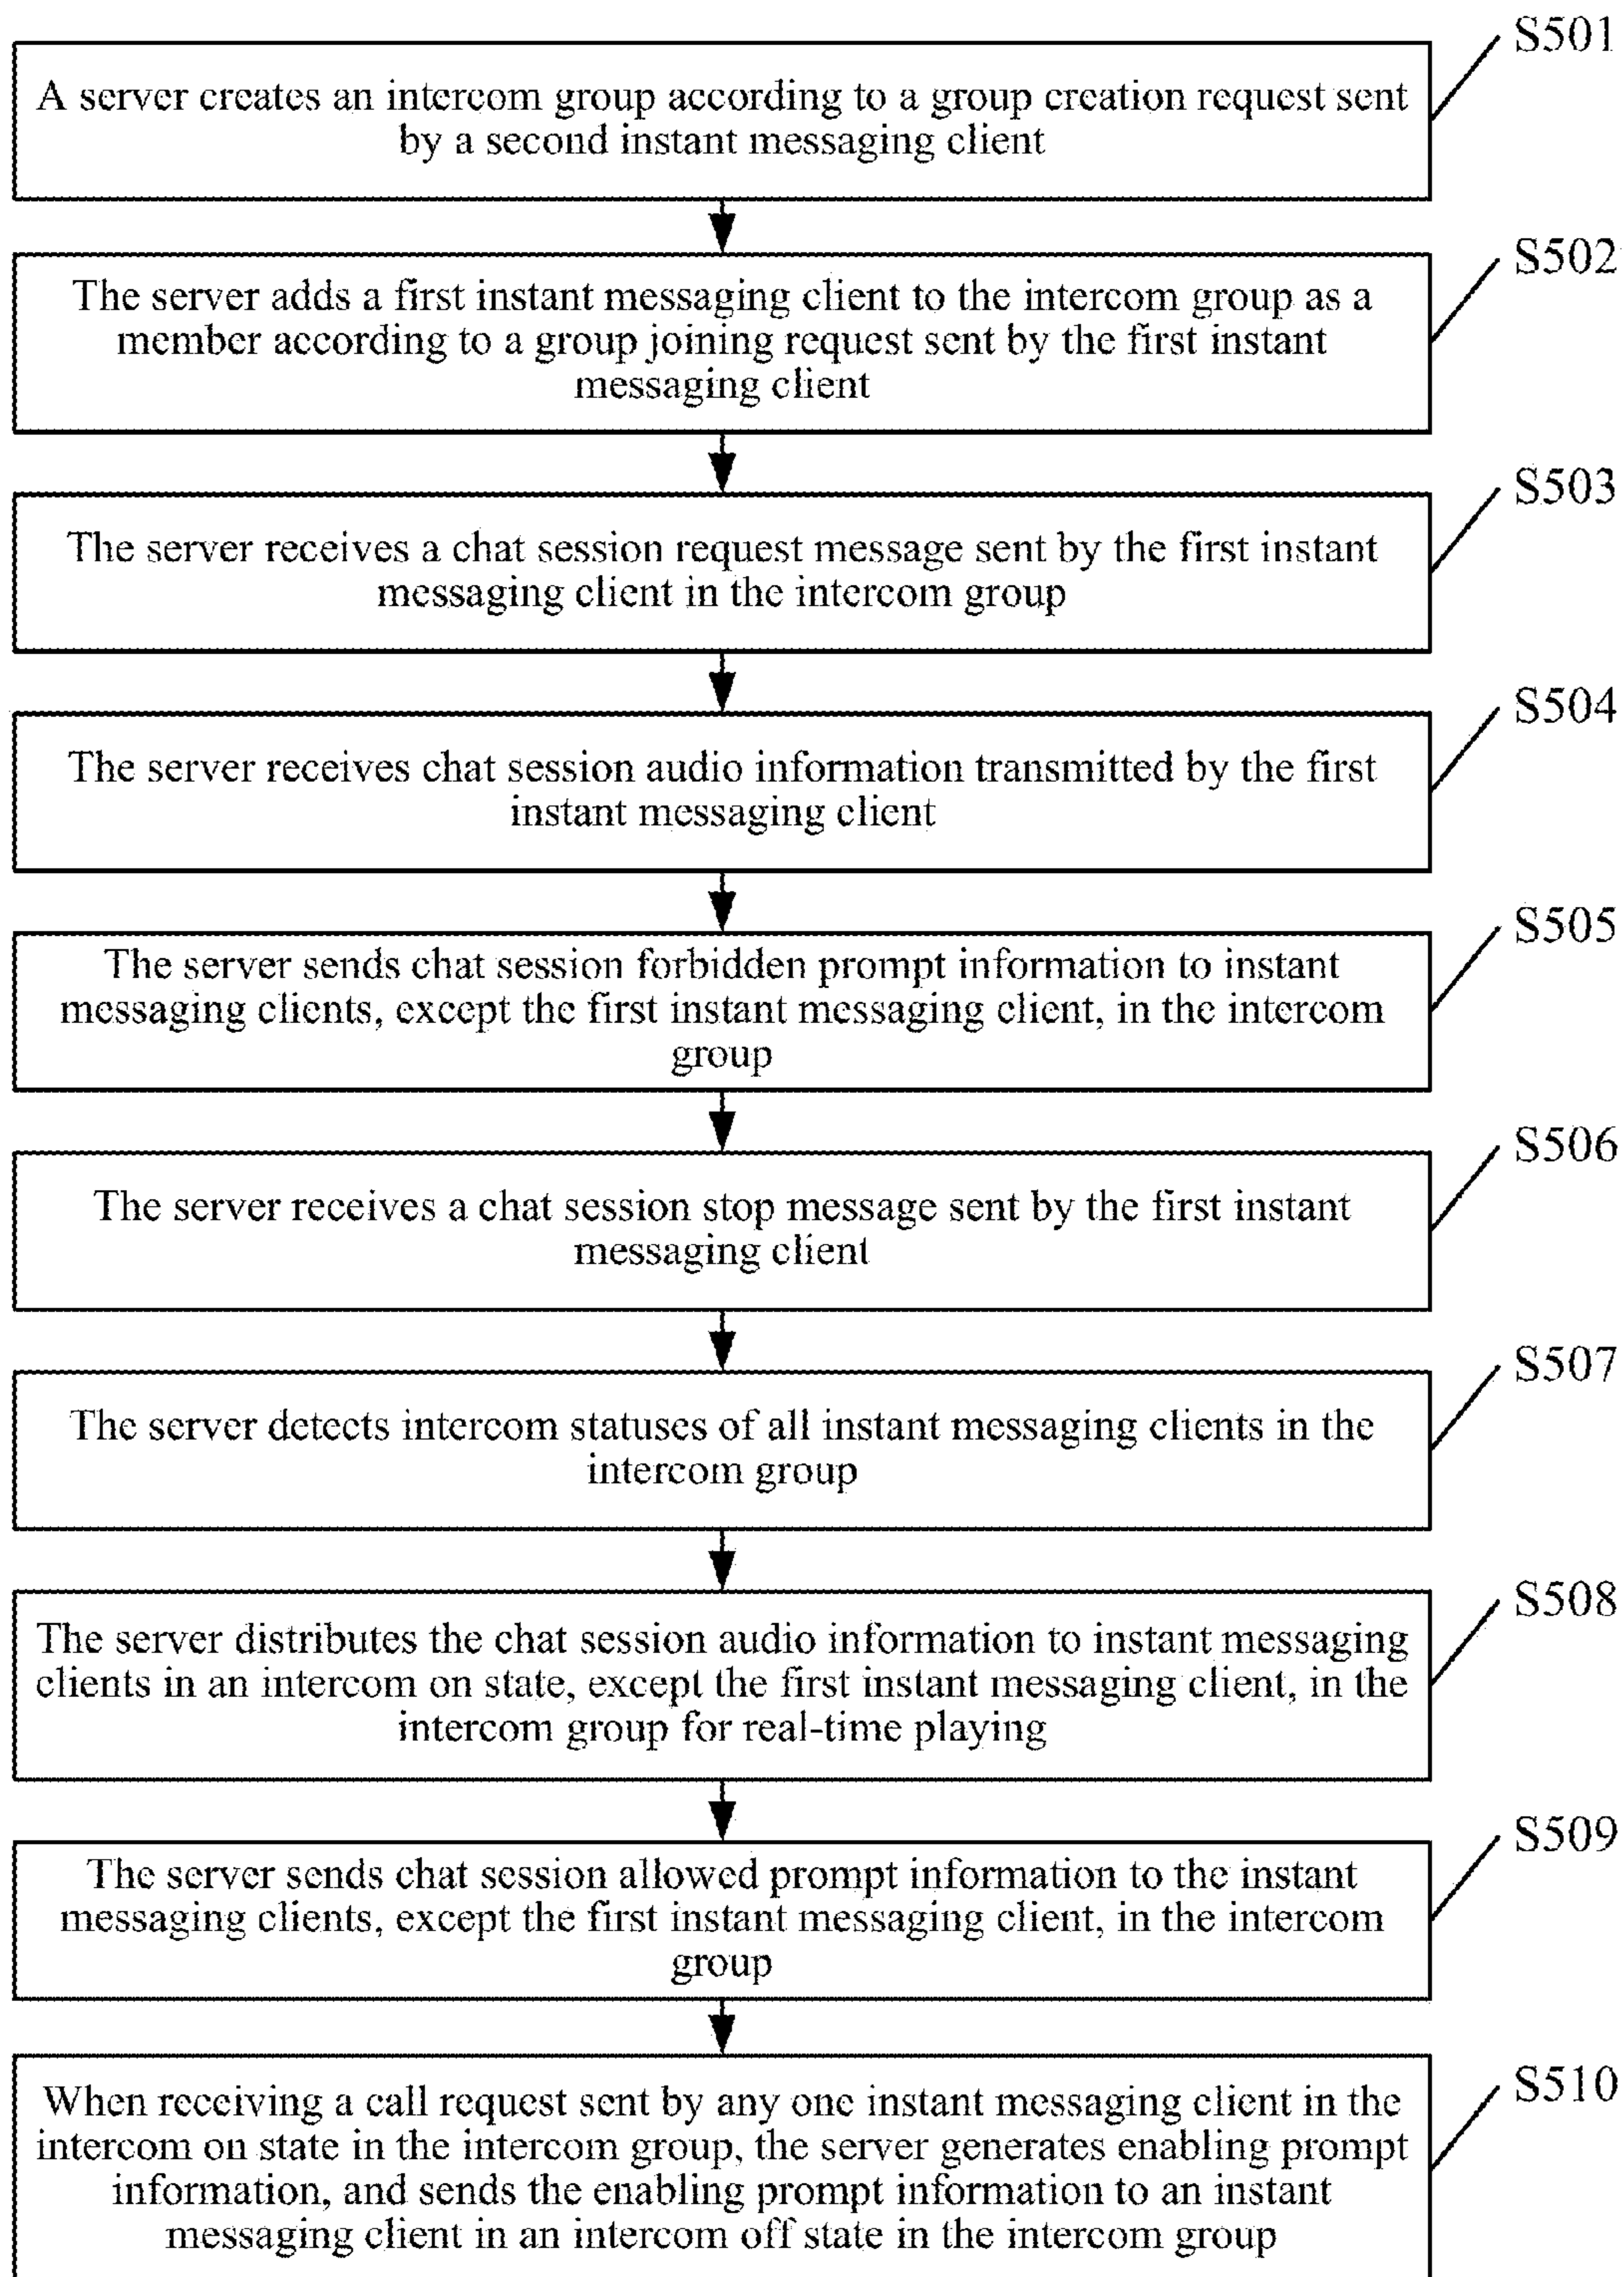 S501
A server creates an intercom group according to a group creation request sent
by a second instant messaging client
S502
The server adds a first instant messaging client to the intercom group as a
member according to a group joining request sent by the first instant
messaging client
S503
The server receives a chat session request message sent by the first instant
messaging client in the intercom group
S504
The server receives chat session audio information transmitted by the first
instant messaging client
S505
The server sends chat session forbidden prompt information to instant
messaging clients, except the first instant messaging client, in the intercom
group
S506
The server receives a chat session stop message sent by the first instant
messaging client
S507
The server detects intercom statuses of all instant messaging clients in the
intercom group
S508
The server distributes the chat session audio information to instant messaging
clients in an intercom on state, except the first instant messaging client, in the
intercom group for real-time playing
S509
The server sends chat session allowed prompt information to the instant
messaging clients, except the first instant messaging client, in the intercom
group
S510
When receiving a call request sent by any one instant messaging client in the
intercom on state in the intercom group, the server generates enabling prompt
information, and sends the enabling prompt information to an instant
messaging client in an intercom off state in the intercom group